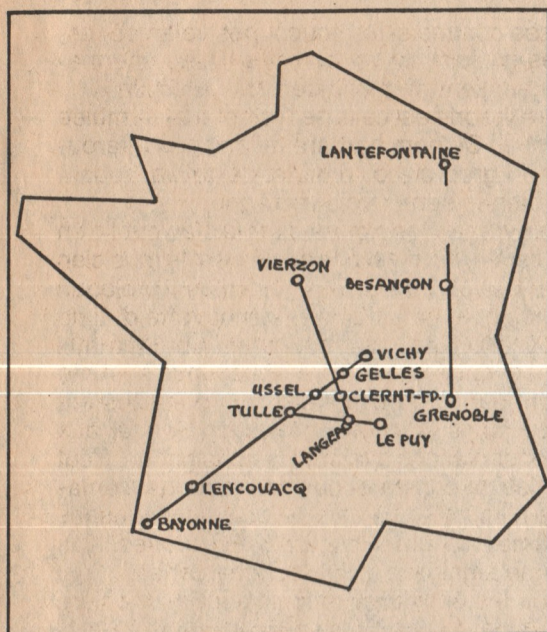 LANTEFONTAINE
VIERZON
BESANÇON
VICHY
GELLES
USSEL
CLERNT-FD.
TULLE
GRENOBLE
LANGEAC
LE PUY
LENCOUACQ
BAYONNE